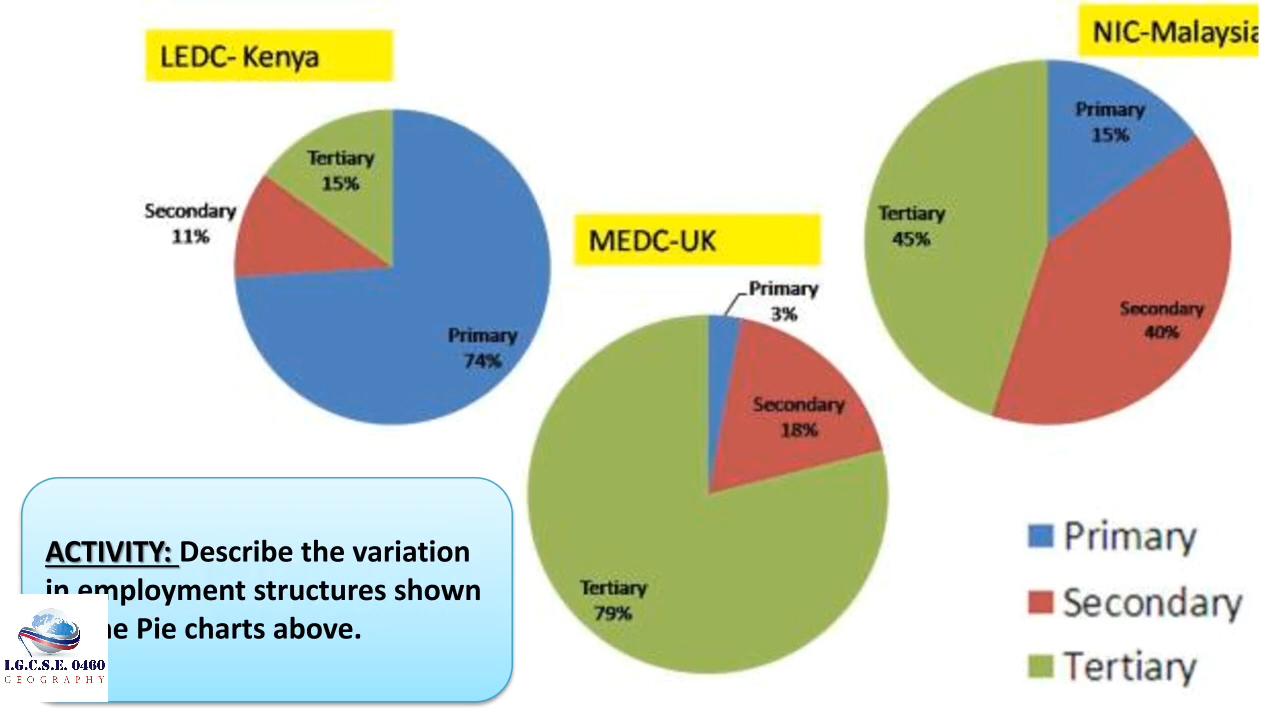 LEDC- Kenya
Tertiary
15%
Secondary
11%
Primary
74%
MEDC-UK
Primary
3%
Secondary
18%
Tertiary
79%
NIC-Malaysia
Primary
15%
Tertiary
45%
Secondary
40%
Primary
Secondary
Tertiary
ACTIVITY: Describe the variation
in employment structures shown
Pie charts above.
I.G.C.S.E. 0460
GEOGRAPHY